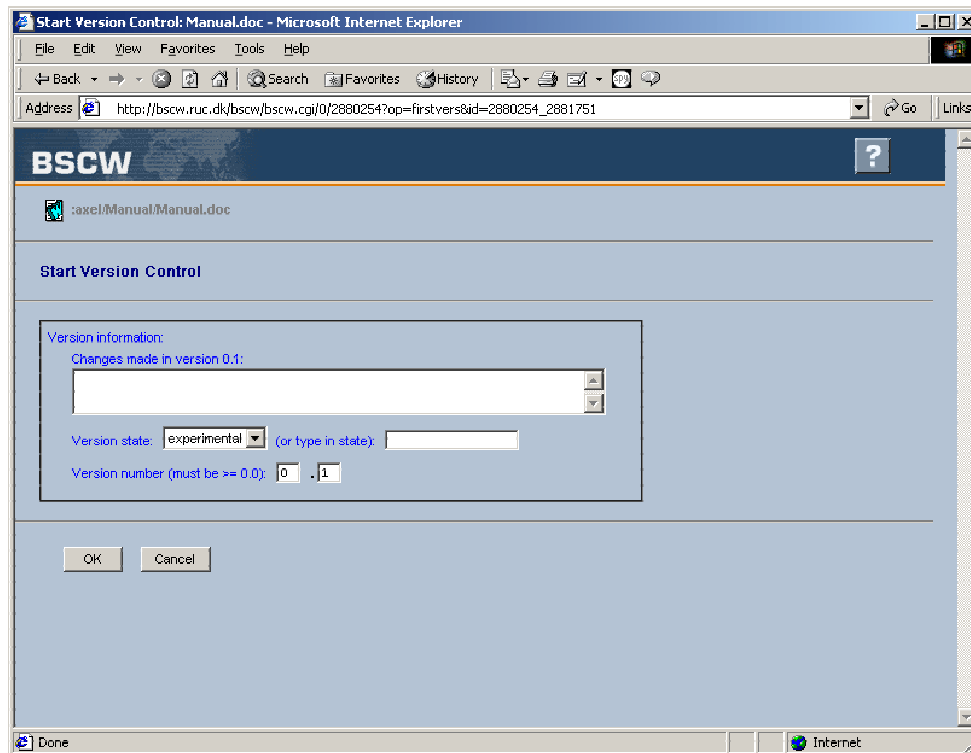 Start Version Control: Manual.doc - Microsoft Internet Explorer
File Edit View Favorites Tools Help
Back Search Favorites History
Address http://bscw.ruc.dk/bscw/bscw.cgi/0/2880254?op=firstvers&id=2880254_2881751 Go Links
BSCW ?
:axel/Manual/Manual.doc
Start Version Control
Version information:
Changes made in version 0.1:
Version state: experimental (or type in state):
Version number (must be >= 0.0): 0 . 1
OK Cancel
Done Internet